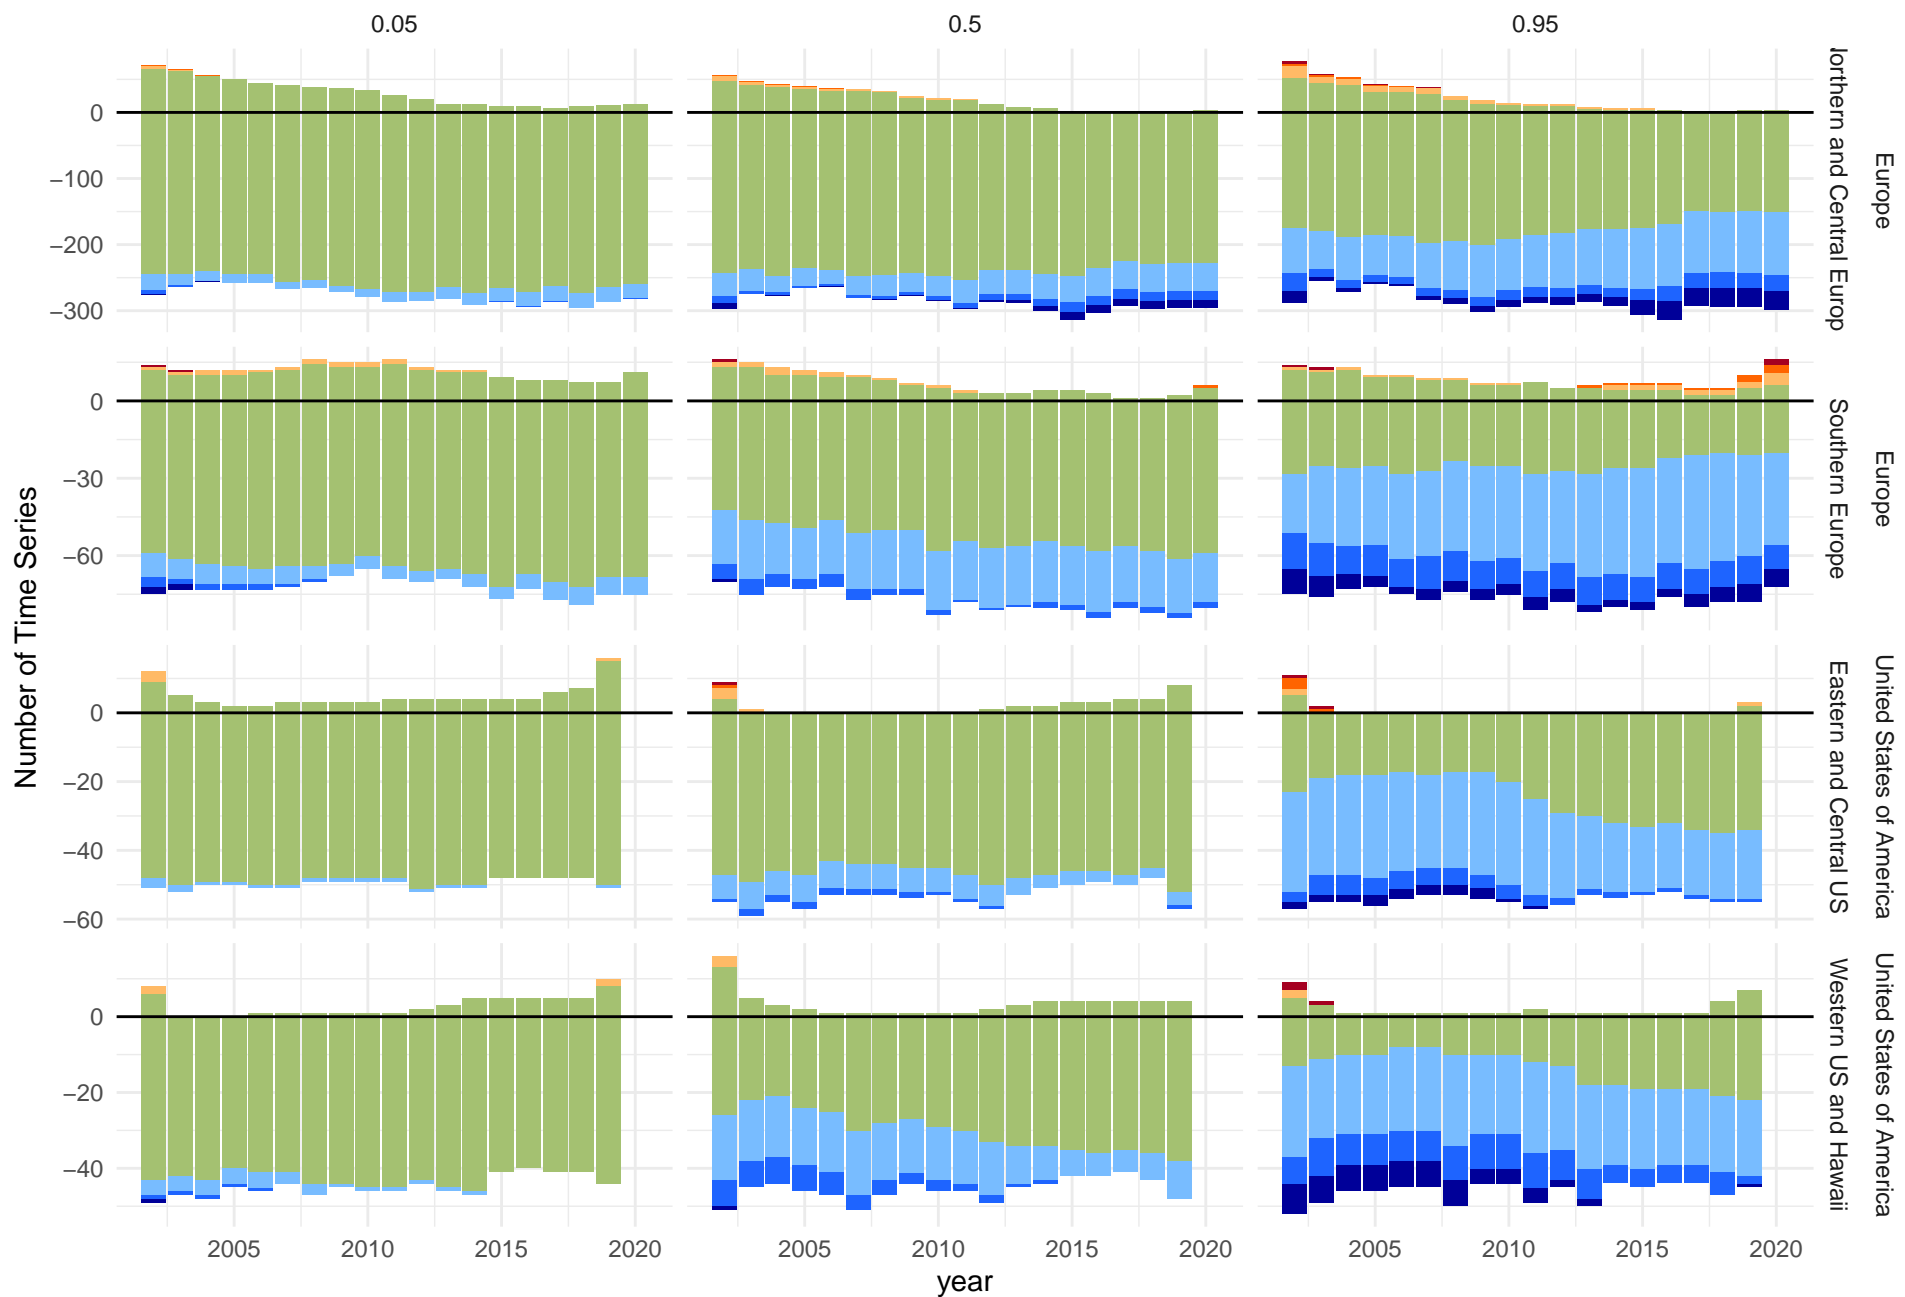 0.05
0.5
0.95
0
−100
−200
−300
orthern and Central Europ
Europe
0
−30
−60
Southern Europe
Europe
0
−20
−40
−60
Eastern and Central US
United States of America
0
−20
−40
Western US and Hawaii
United States of America
2005
2010
2015
2020
2005
2010
2015
2020
2005
2010
2015
2020
year
Number of Time Series